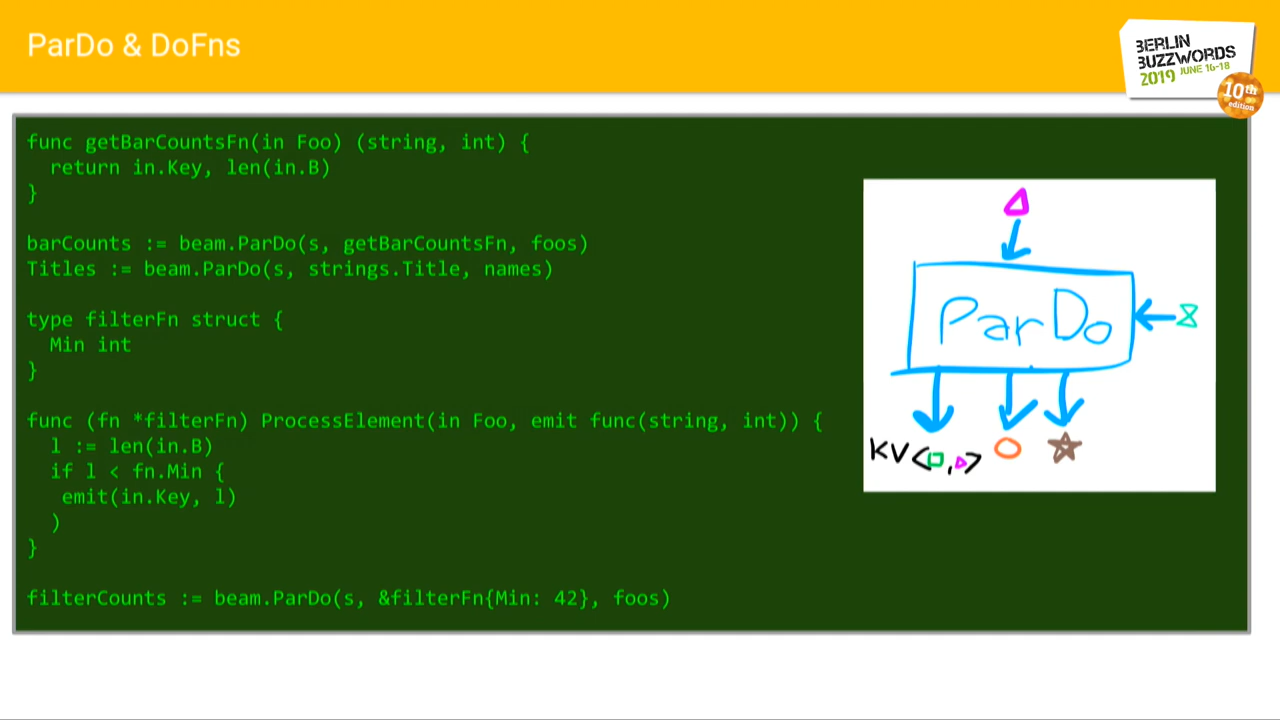 ParDo & DoFns
BERLIN
BUZZWORDS
2019 JUNE 16-18
10th
edition
func getBarCountsFn(in Foo) (string, int) {
  return in.Key, len(in.B)
}
barCounts := beam.ParDo(s, getBarCountsFn, foos)
Titles := beam.ParDo(s, strings.Title, names)
type filterFn struct {
  Min int
}
func (fn *filterFn) ProcessElement(in Foo, emit func(string, int)) {
  l := len(in.B)
  if l < fn.Min {
   emit(in.Key, l)
  )
}
filterCounts := beam.ParDo(s, &filterFn{Min: 42}, foos)
ParDo
KV< , >